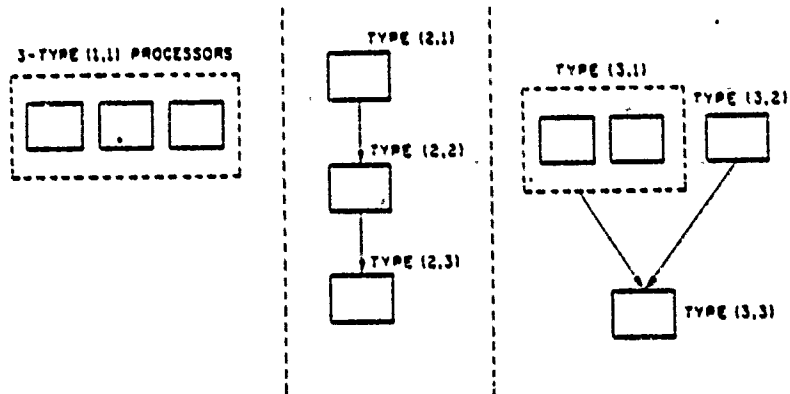 3-TYPE (1,1) PROCESSORS
TYPE (2,1)
TYPE (2,2)
TYPE (2,3)
TYPE (3,1)
TYPE (3,2)
TYPE (3,3)